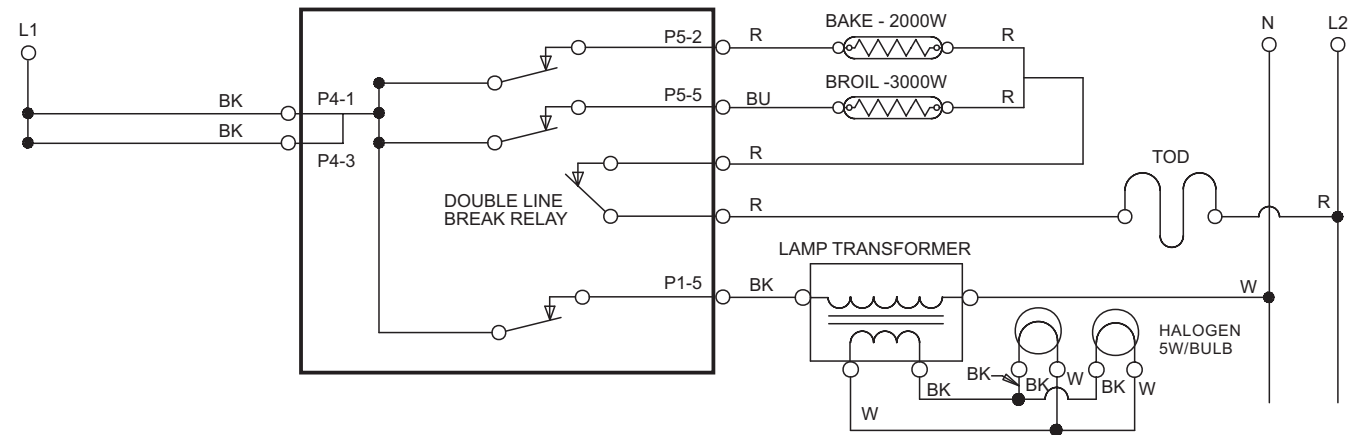 L1
BAKE - 2000W
N
L2
P5-2
R
R
BROIL -3000W
BK
P4-1
P5-5
BU
R
BK
P4-3
R
TOD
DOUBLE LINE
BREAK RELAY
R
R
LAMP TRANSFORMER
P1-5
BK
W
HALOGEN
5W/BULB
BK
BK
BK
W
BK
W
W